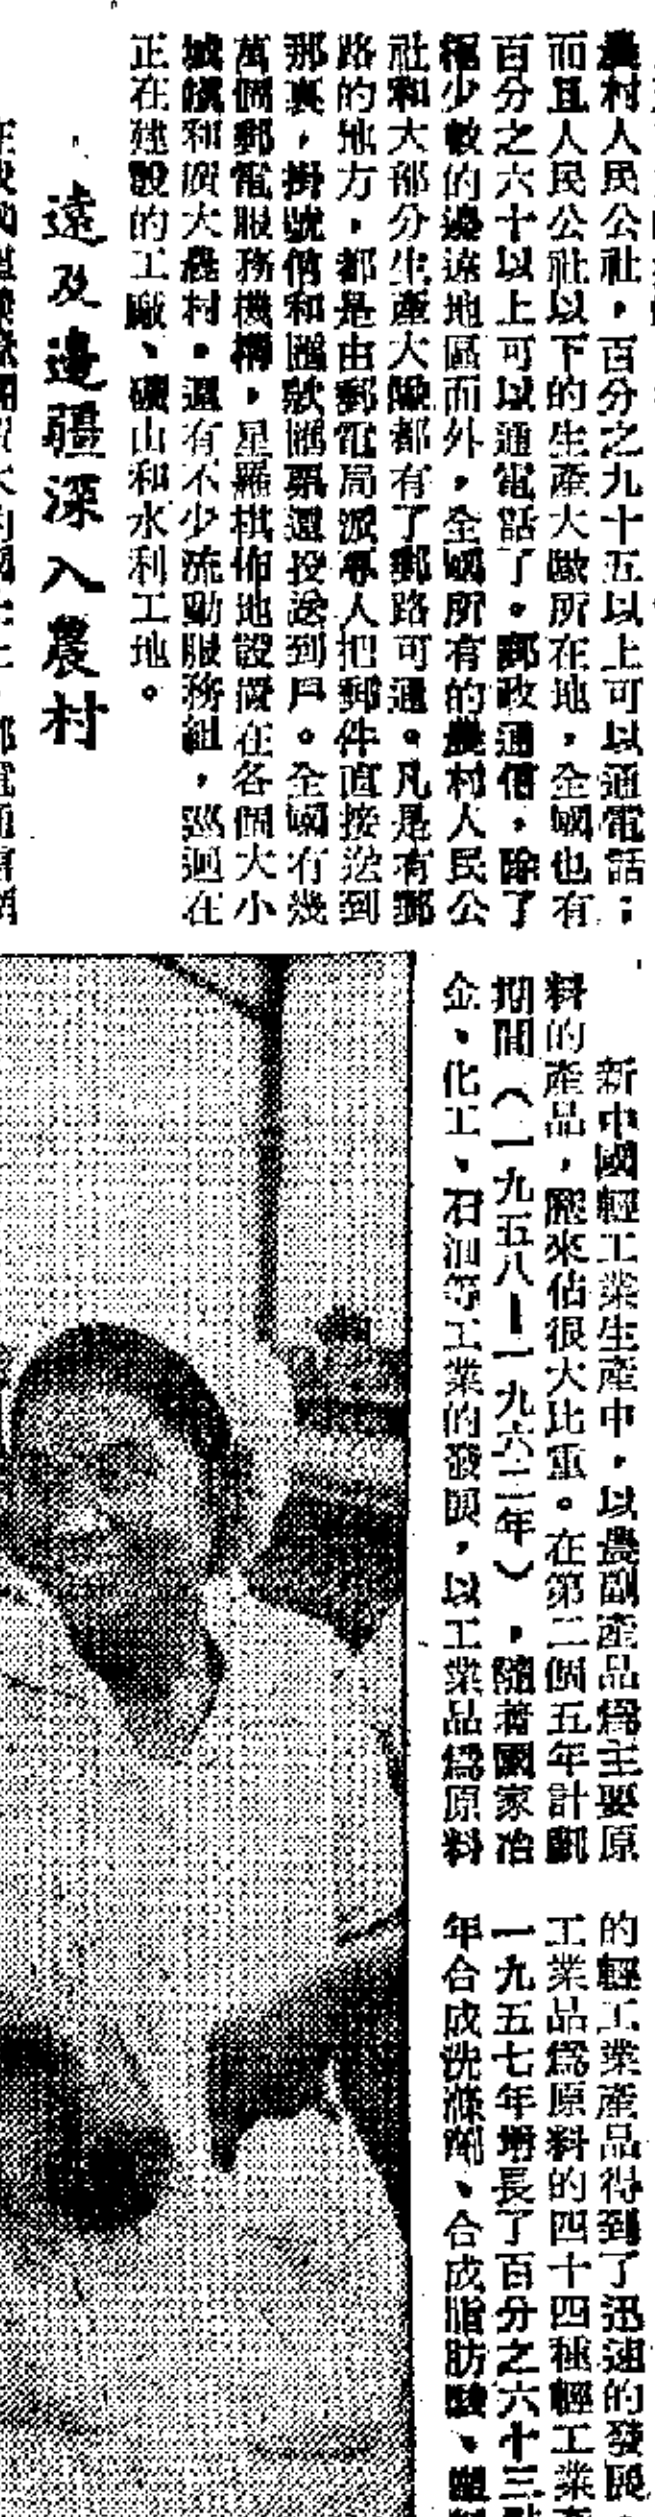 農村人民公社，百分之九十五以上可以通電話；
而且人民公社以下的生產大隊所在地，全國也有
百分之六十以上可以通電話了。郵政通信，除了
極少數的邊遠地區而外，全國所有的農村人民公
社和大部分生產大隊都有了郵路可通。凡是有郵
路的地方，都是由郵電局派專人把郵件直接送到
那裏，掛號信和匯款匯票還投送到戶。全國有幾
萬個郵電服務機構，星羅棋佈地設置在各個大小
城鎮和廣大農村。還有不少流動服務組，巡迴在
正在建設的工廠、礦山和水利工地。
遠及邊疆深入農村
新中國輕工業生產中，以農副產品爲主要原
料的產品，歷來佔很大比重。在第二個五年計劃
期間（一九五八—一九六二年），隨着國家冶
金、化工、石油等工業的發展，以工業品爲原料
的輕工業產品得到了迅速的發展，
工業品爲原料的四十四種輕工業
一九五七年增長了百分之六十三
年合成洗滌劑、合成脂肪酸、塑